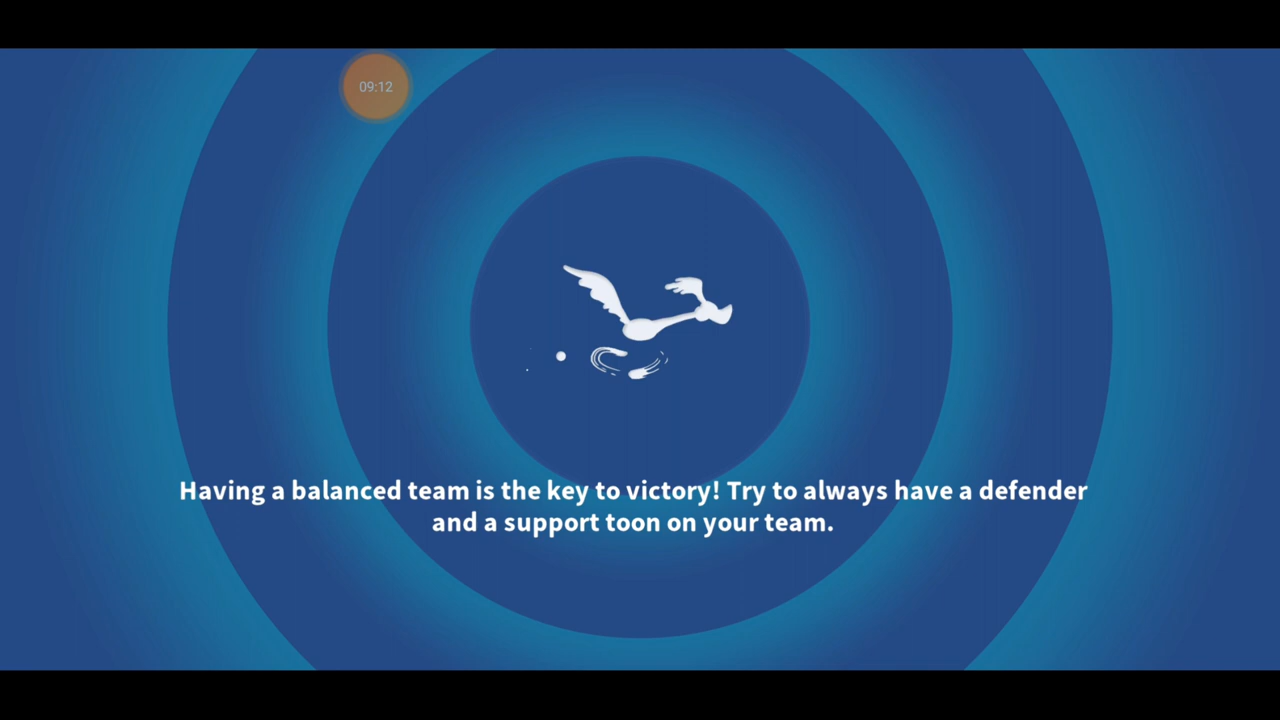 09:12
Having a balanced team is the key to victory! Try to always have a defender
and a support toon on your team.